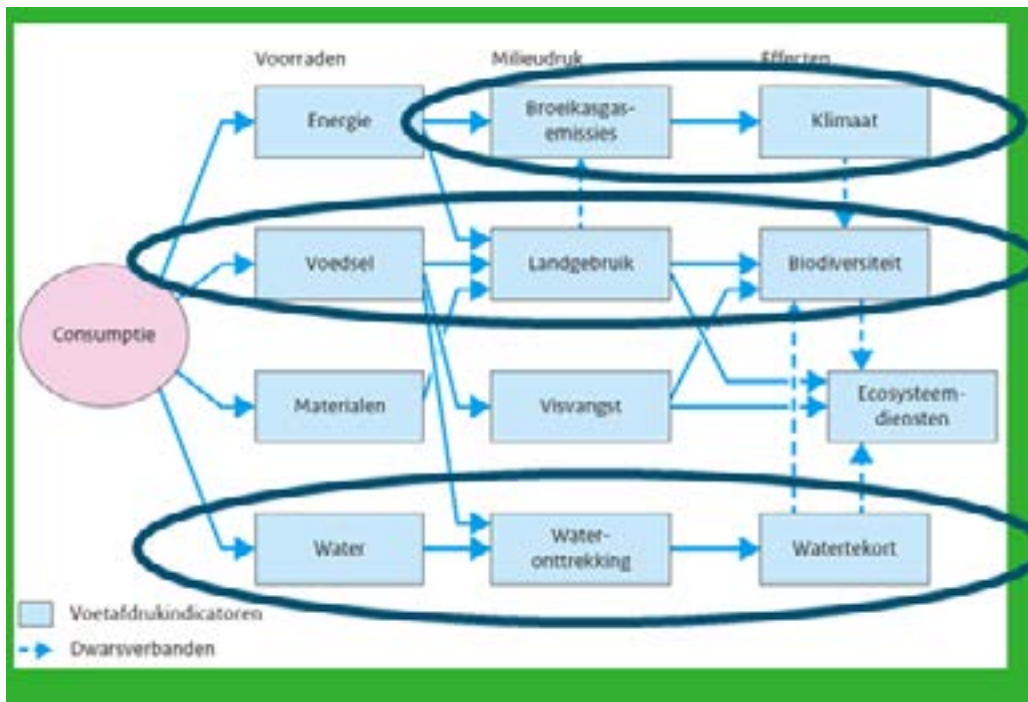 Voorraden
Milieudruk
Effecten
Energie
Broeikasgas-
emissies
Klimaat
Voedsel
Landgebruik
Biodiversiteit
Consumptie
Materialen
Visvangst
Ecosysteem-
diensten
Water
Water-
onttrekking
Watertekort
Voetafdrukindicatoren
Dwarsverbanden